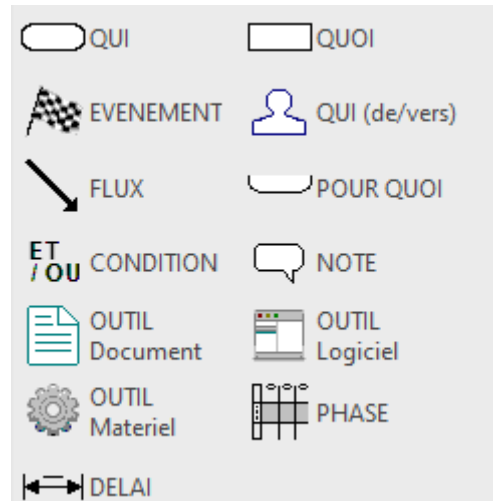 QUI
QUOI
EVENEMENT
QUI (de/vers)
FLUX
POUR QUOI
ET
/ OU
CONDITION
NOTE
OUTIL
Document
OUTIL
Logiciel
OUTIL
Materiel
PHASE
DELAI